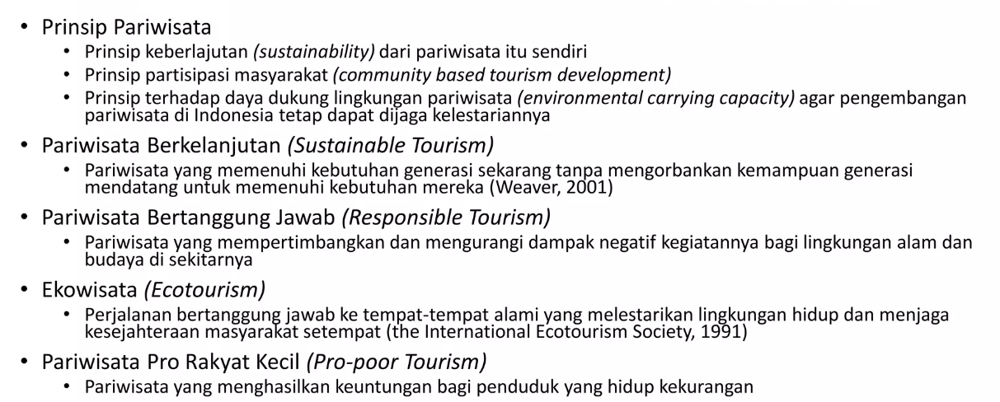 • Prinsip Pariwisata
• Prinsip keberlajutan (sustainability) dari pariwisata itu sendiri
• Prinsip partisipasi masyarakat (community based tourism development)
• Prinsip terhadap daya dukung lingkungan pariwisata (environmental carrying capacity) agar pengembangan
pariwisata di Indonesia tetap dapat dijaga kelestariannya
• Pariwisata Berkelanjutan (Sustainable Tourism)
• Pariwisata yang memenuhi kebutuhan generasi sekarang tanpa mengorbankan kemampuan generasi
mendatang untuk memenuhi kebutuhan mereka (Weaver, 2001)
• Pariwisata Bertanggung Jawab (Responsible Tourism)
• Pariwisata yang mempertimbangkan dan mengurangi dampak negatif kegiatannya bagi lingkungan alam dan
budaya di sekitarnya
• Ekowisata (Ecotourism)
• Perjalanan bertanggung jawab ke tempat-tempat alami yang melestarikan lingkungan hidup dan menjaga
kesejahteraan masyarakat setempat (the International Ecotourism Society, 1991)
• Pariwisata Pro Rakyat Kecil (Pro-poor Tourism)
• Pariwisata yang menghasilkan keuntungan bagi penduduk yang hidup kekurangan